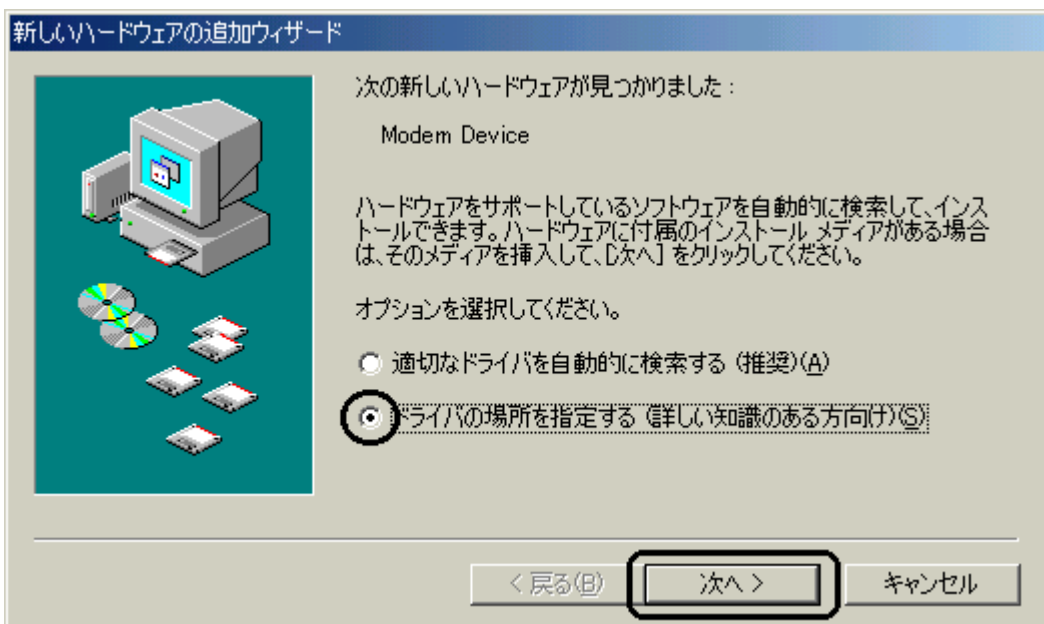 新しいハードウェアの追加ウィザード
次の新しいハードウェアが見つかりました :
Modem Device
ハードウェアをサポートしているソフトウェアを自動的に検索して、インス
トールできます。ハードウェアに付属のインストール メディアがある場合
は、そのメディアを挿入して、[次へ] をクリックしてください。
オプションを選択してください。
適切なドライバを自動的に検索する (推奨)(A)
ドライバの場所を指定する (詳しい知識のある方向け)(S)
< 戻る(B)
次へ >
キャンセル